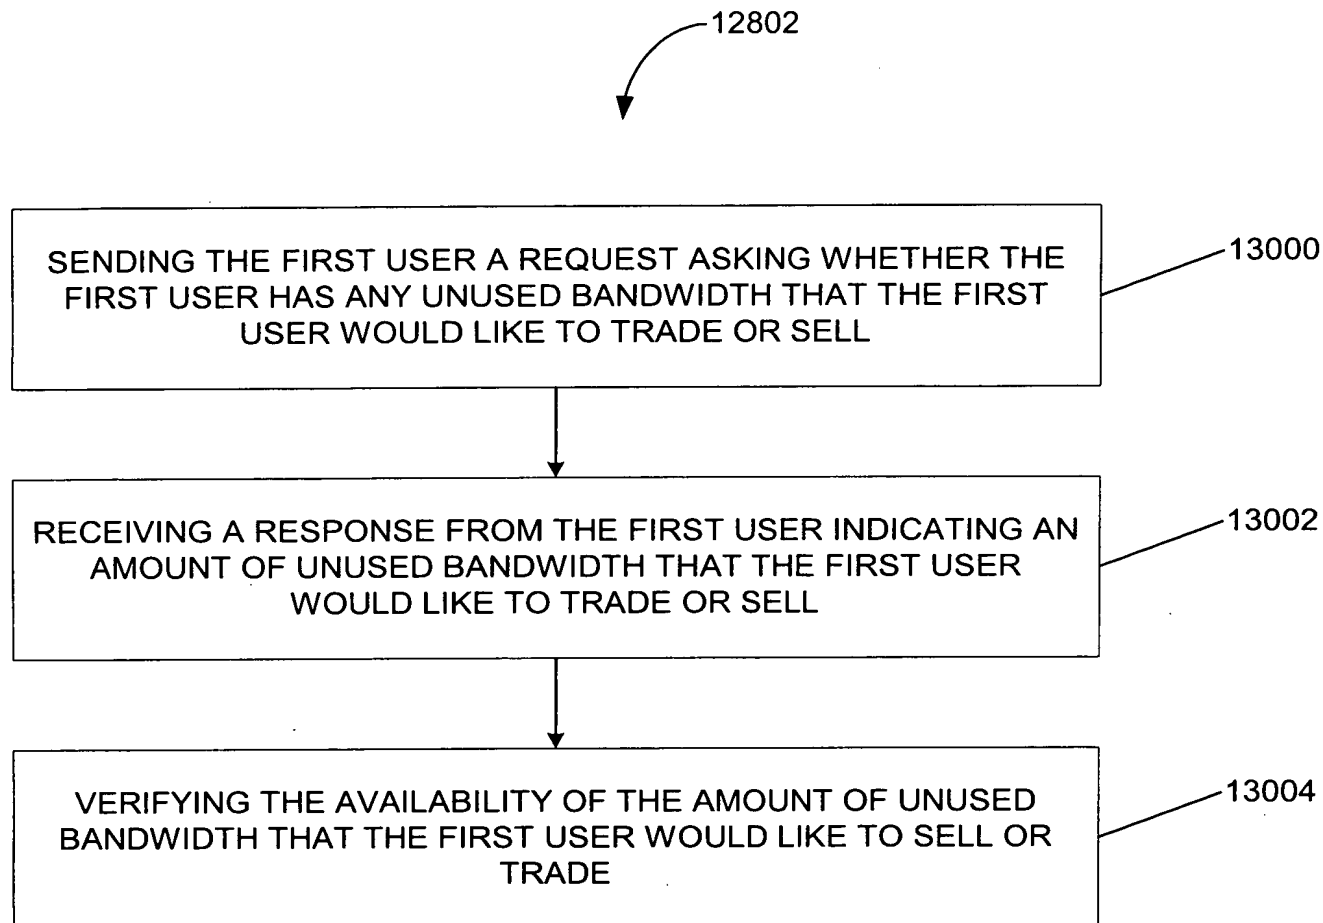 12802
SENDING THE FIRST USER A REQUEST ASKING WHETHER THE
FIRST USER HAS ANY UNUSED BANDWIDTH THAT THE FIRST
USER WOULD LIKE TO TRADE OR SELL
13000
RECEIVING A RESPONSE FROM THE FIRST USER INDICATING AN
AMOUNT OF UNUSED BANDWIDTH THAT THE FIRST USER
WOULD LIKE TO TRADE OR SELL
13002
VERIFYING THE AVAILABILITY OF THE AMOUNT OF UNUSED
BANDWIDTH THAT THE FIRST USER WOULD LIKE TO SELL OR
TRADE
13004